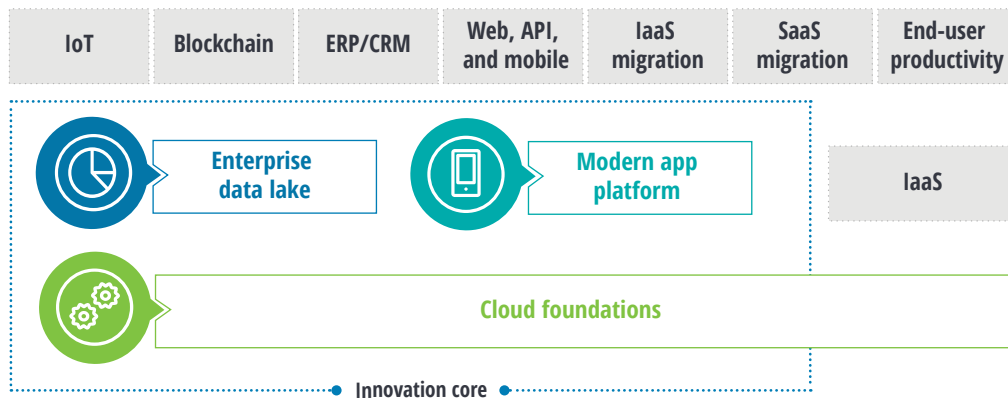 IoT
Blockchain
ERP/CRM
Web, API,
and mobile
IaaS
migration
SaaS
migration
End-user
productivity
Enterprise
data lake
Modern app
platform
IaaS
Cloud foundations
Innovation core